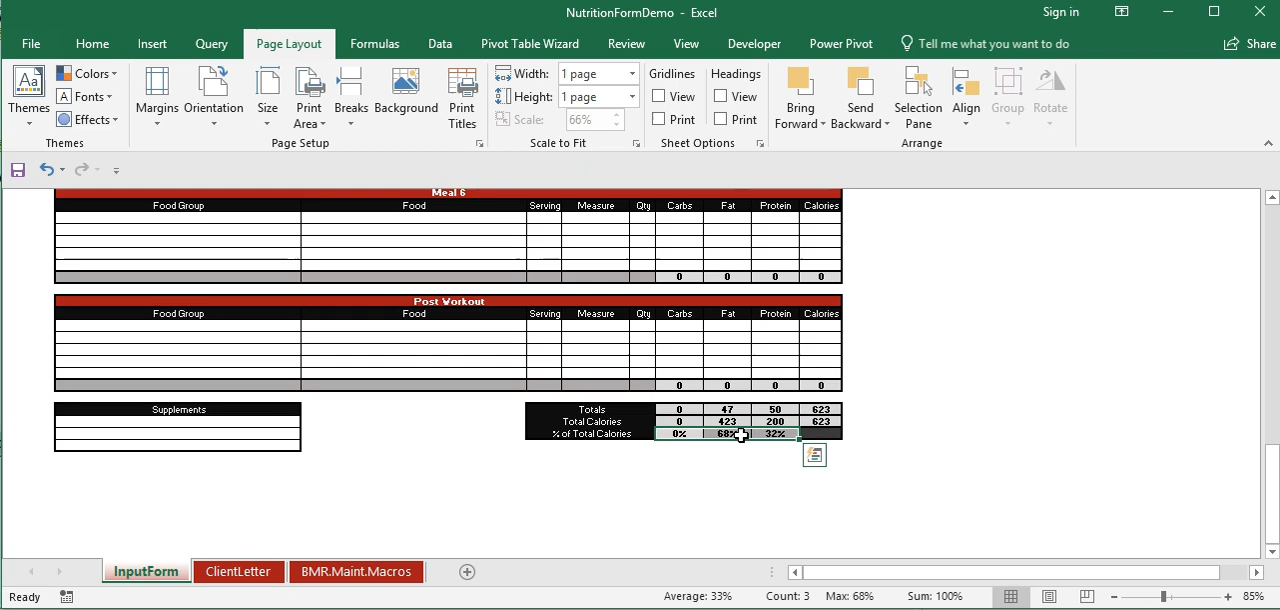 NutritionFormDemo - Excel
Sign in
File Home Insert Query Page Layout Formulas Data Pivot Table Wizard Review View Developer Power Pivot Tell me what you want to do Share
Themes
Colors
Fonts
Effects
Themes
Margins Orientation Size Print Area Breaks Background Print Titles
Page Setup
Width: 1 page
Height: 1 page
Scale: 66%
Scale to Fit
Gridlines Headings
View View
Print Print
Sheet Options
Bring Forward Send Backward Selection Pane Align Group Rotate
Arrange
Meal 6
Food Group Food Serving Measure Qty Carbs Fat Protein Calories
0 0 0 0
Post Workout
Food Group Food Serving Measure Qty Carbs Fat Protein Calories
0 0 0 0
Supplements
Totals 0 47 50 623
Total Calories 0 423 200 623
% of Total Calories 0% 68% 32%
InputForm ClientLetter BMR.Maint.Macros
Ready Average: 33% Count: 3 Max: 68% Sum: 100% 85%